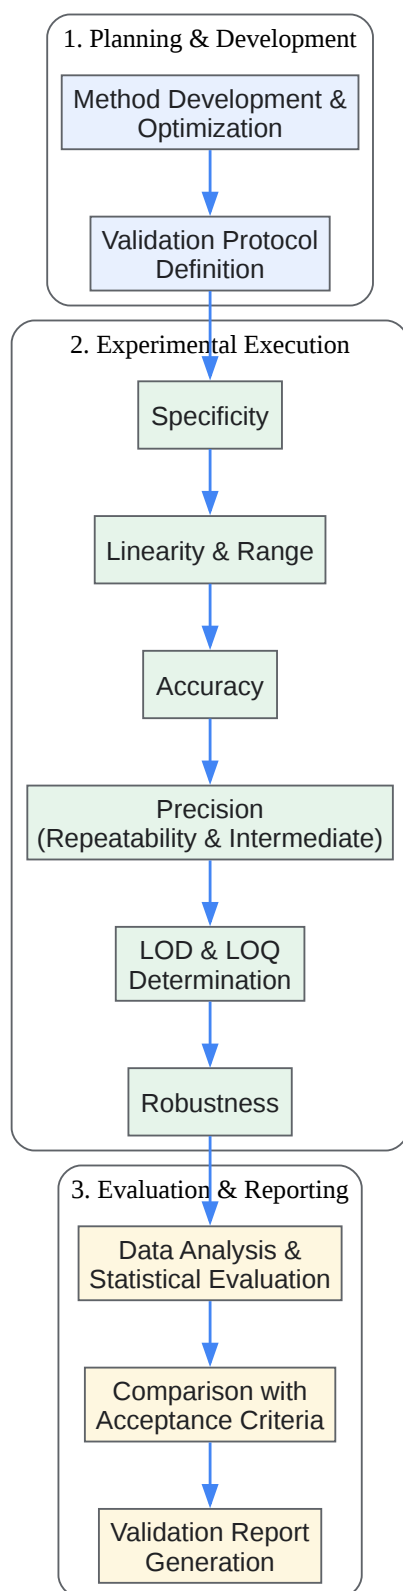 1. Planning & Development
Method Development &
Optimization
Validation Protocol
Definition
2. Experimental Execution
Specificity
Linearity & Range
Accuracy
Precision
(Repeatability & Intermediate)
LOD & LOQ
Determination
Robustness
3. Evaluation & Reporting
Data Analysis &
Statistical Evaluation
Comparison with
Acceptance Criteria
Validation Report
Generation